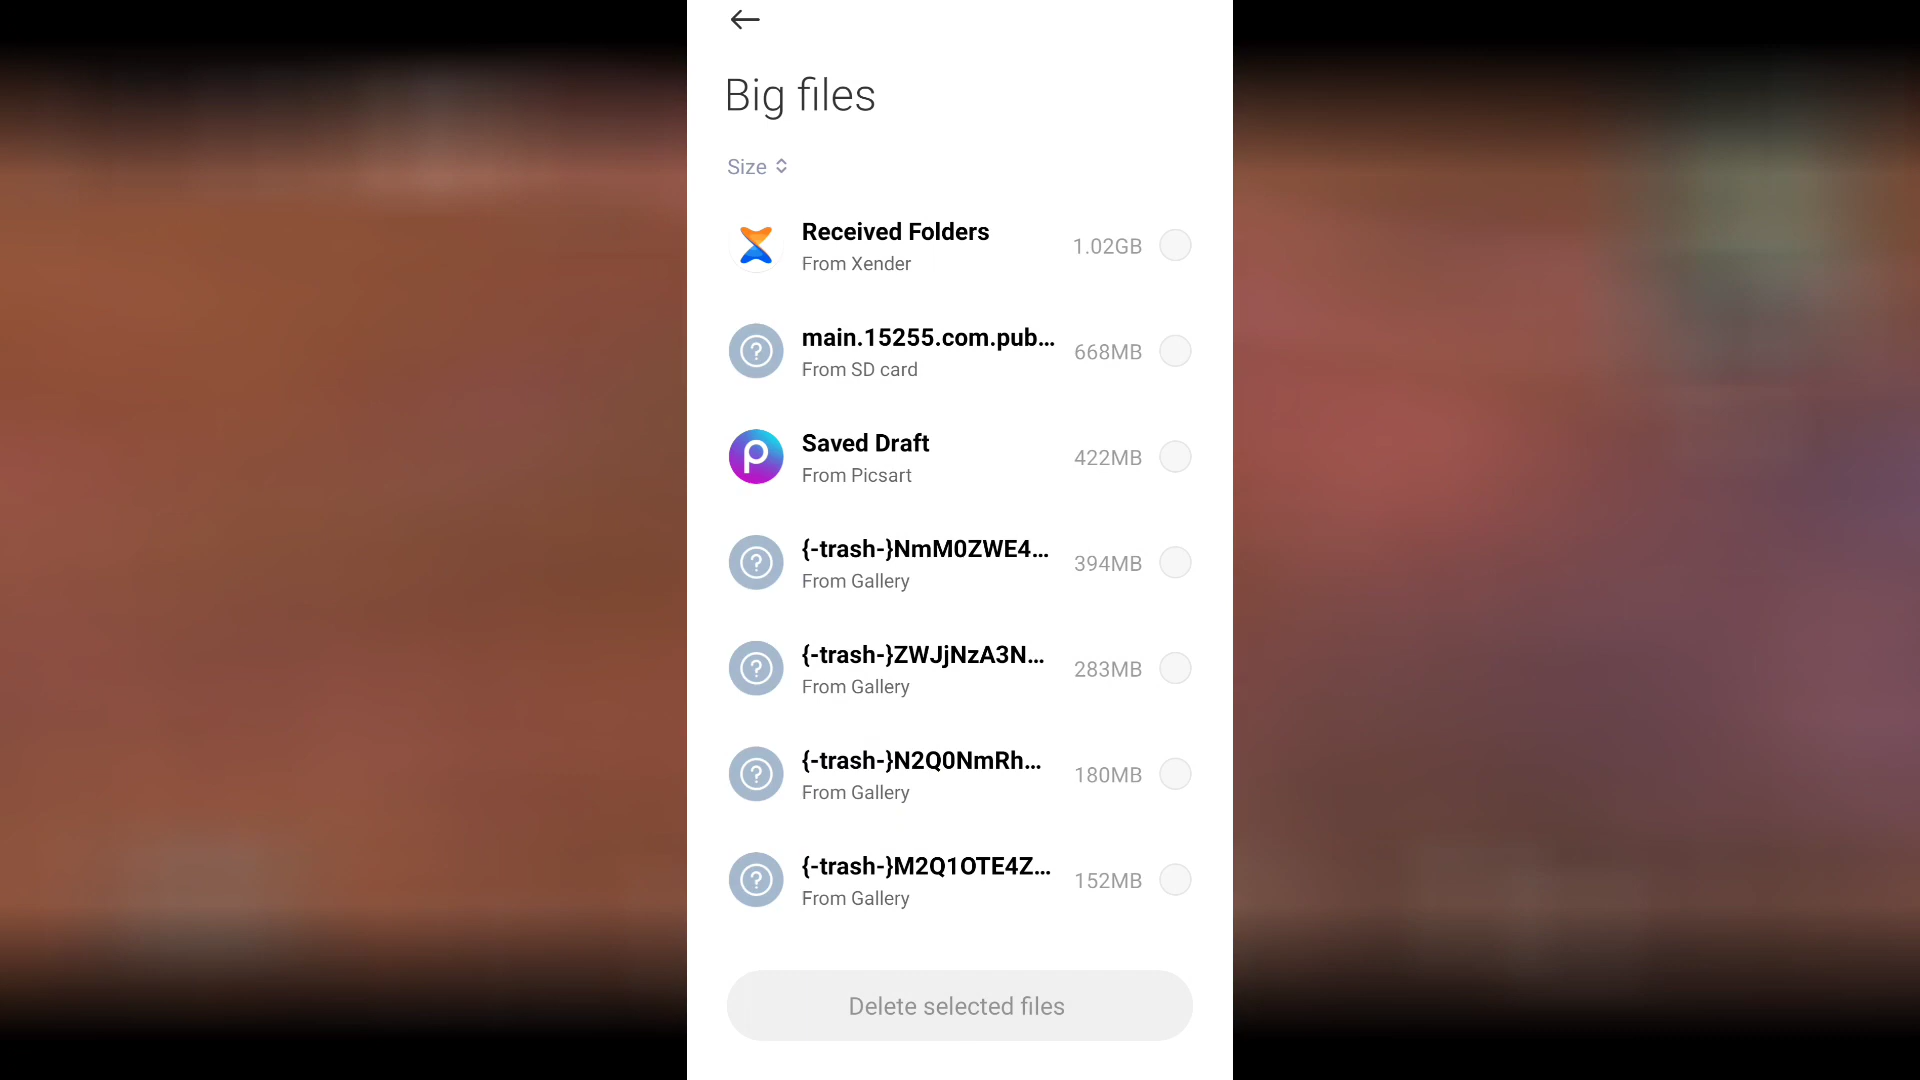 Big files
Size
Received Folders
From Xender
1.02GB
main.15255.com.pub...
From SD card
668MB
Saved Draft
From Picsart
422MB
{-trash-}NmM0ZWE4...
From Gallery
394MB
{-trash-}ZWJjNzA3N...
From Gallery
283MB
{-trash-}N2Q0NmRh...
From Gallery
180MB
{-trash-}M2Q1OTE4Z...
From Gallery
152MB
Delete selected files